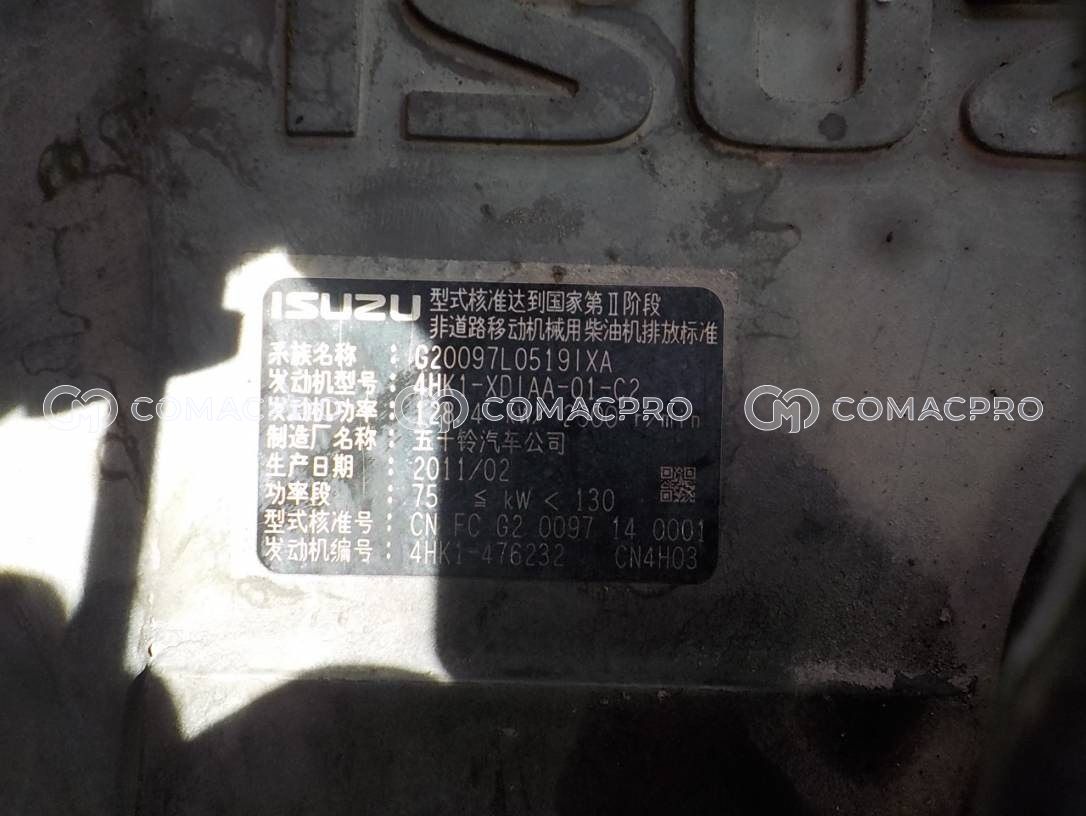 ISUZ
ISUZU 型式核准达到国家第Ⅱ阶段
非道路移动机械用柴油机排放标准
系族名称 : G20097L0519IXA
发动机型号: 4HK1-XDIAA-01-C2
COMACPRO COMACPRO COMACPRO
发动机功率:
制造厂名称: 五十铃汽车公司
生产日期 : 2011/02
功率段 : 75 ≦ kW < 130
型式核准号: CN FC G2 0097 14 0001
发动机编号: 4HK1-476232 CN4H03